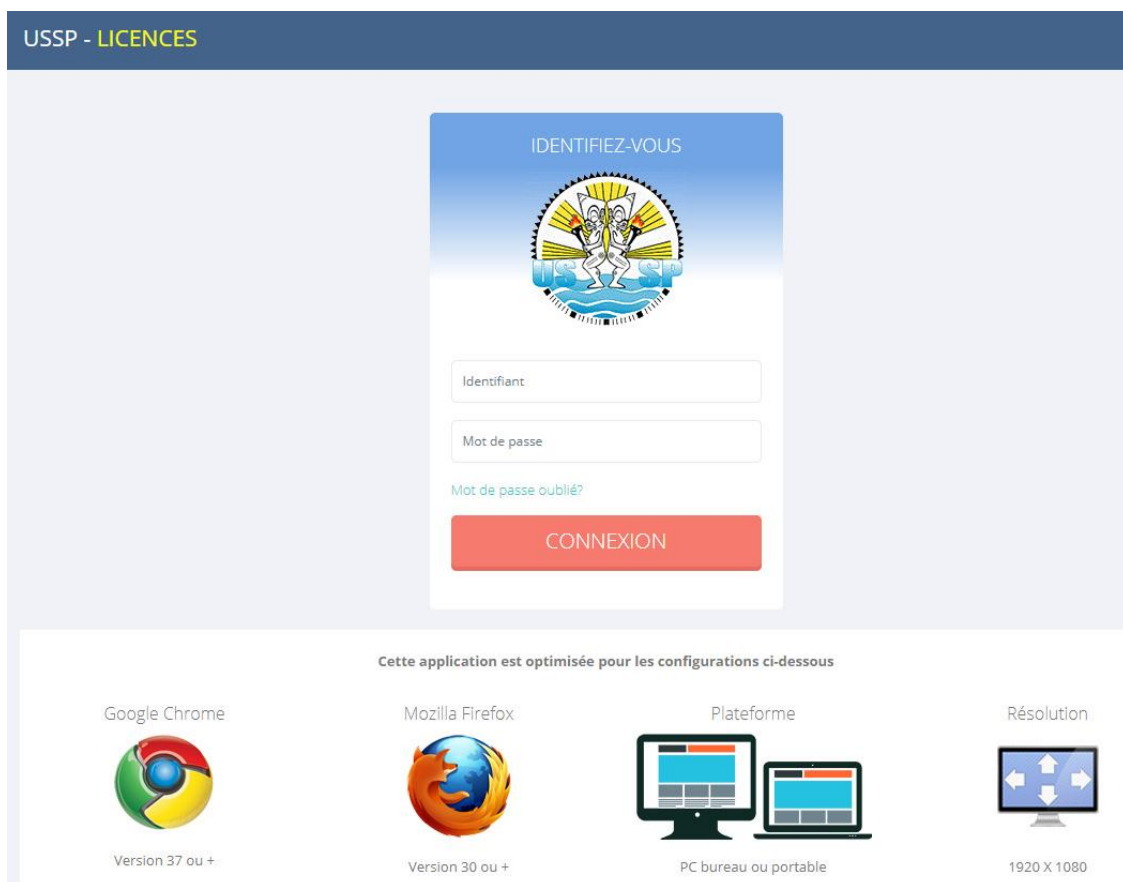 USSP - LICENCES
IDENTIFIEZ-VOUS
US SP
Identifiant
Mot de passe
Mot de passe oublié?
CONNEXION
Cette application est optimisée pour les configurations ci-dessous
Google Chrome
Mozilla Firefox
Plateforme
Résolution
Version 37 ou +
Version 30 ou +
PC bureau ou portable
1920 X 1080